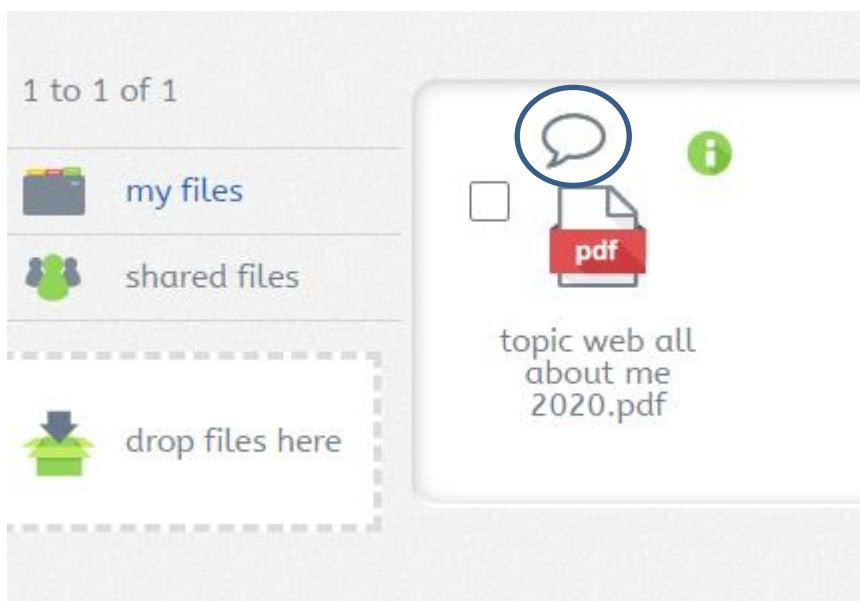 1 to 1 of 1
my files
shared files
drop files here
i
pdf
topic web all
about me
2020.pdf